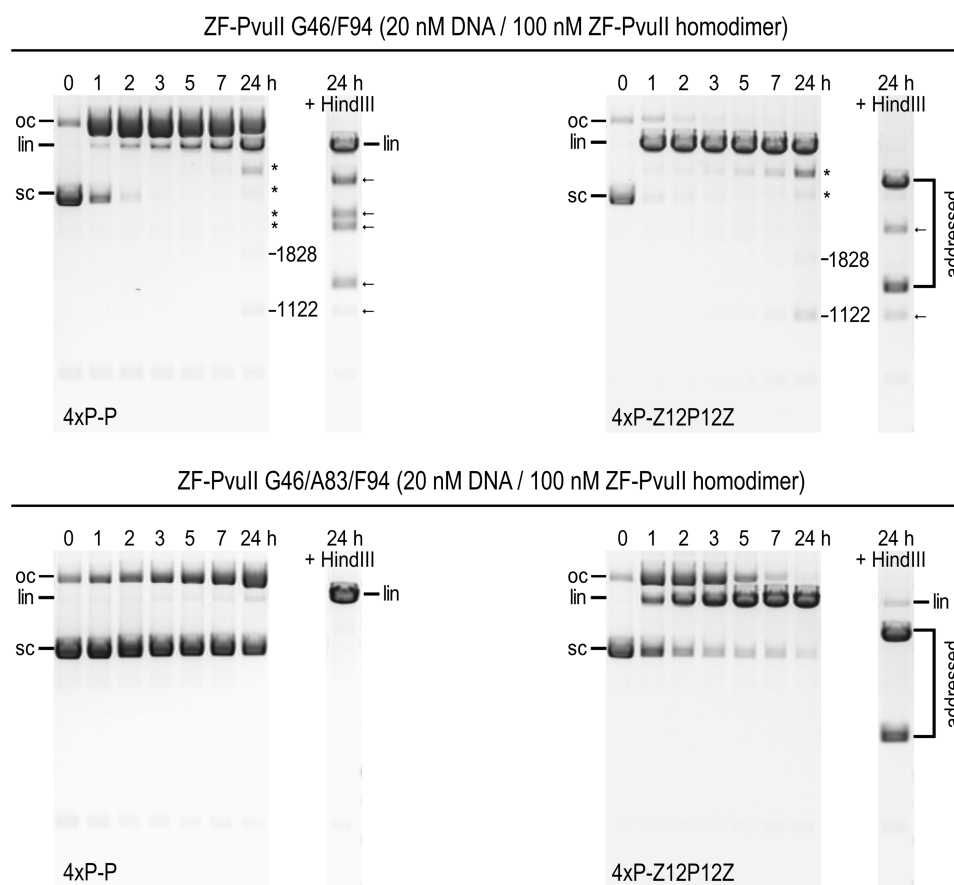 ZF-PvuII G46/F94 (20 nM DNA / 100 nM ZF-PvuII homodimer)
0 1 2 3 5 7 24 h
24 h
+ HindIII
oc
lin
sc
lin
*
*
*
*
-1828
-1122
←
←
←
←
←
4xP-P
0 1 2 3 5 7 24 h
24 h
+ HindIII
oc
lin
sc
*
*
-1828
-1122
←
←
addressed
4xP-Z12P12Z
ZF-PvuII G46/A83/F94 (20 nM DNA / 100 nM ZF-PvuII homodimer)
0 1 2 3 5 7 24 h
24 h
+ HindIII
oc
lin
sc
lin
4xP-P
0 1 2 3 5 7 24 h
24 h
+ HindIII
oc
lin
sc
lin
addressed
4xP-Z12P12Z